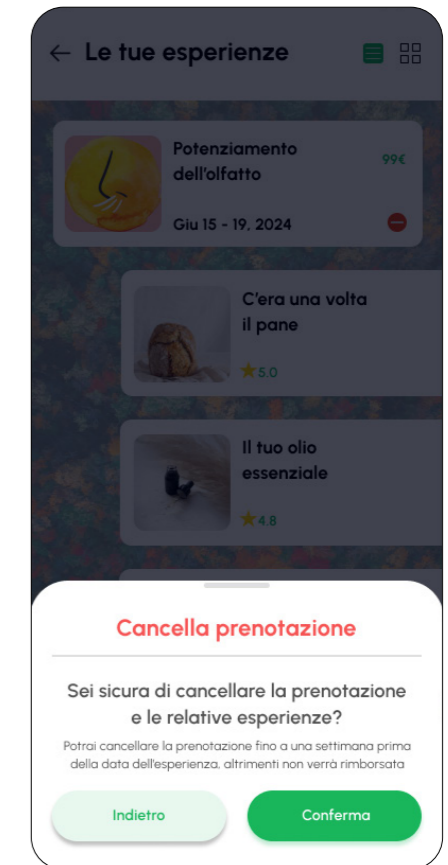 Le tue esperienze
Potenziamento
dell'olfatto
99€
Giu 15 - 19, 2024
C'era una volta
il pane
5.0
Il tuo olio
essenziale
4.8
Cancella prenotazione
Sei sicura di cancellare la prenotazione
e le relative esperienze?
Potrai cancellare la prenotazione fino a una settimana prima
della data dell'esperienza, altrimenti non verrà rimborsata
Indietro
Conferma